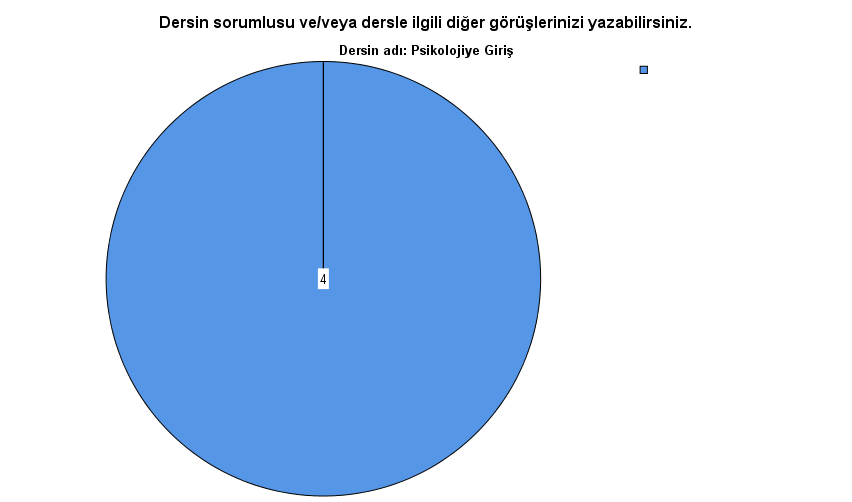 Dersin sorumlusu ve/veya dersle ilgili diğer görüşlerinizi yazabilirsiniz.
Dersin adı: Psikolojiye Giriş
4